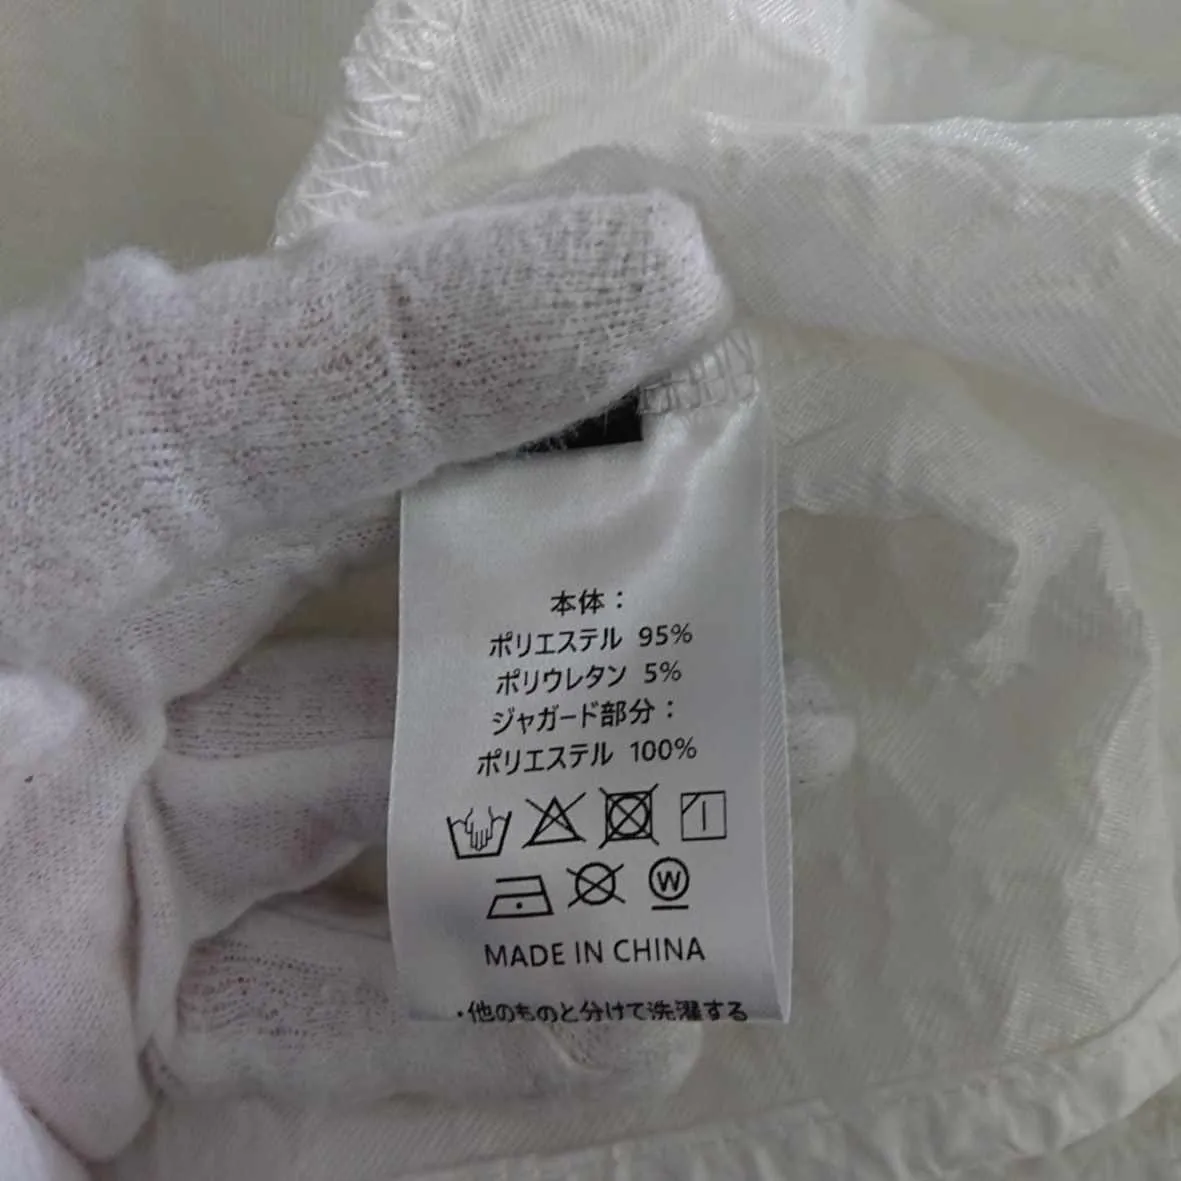 本体：
ポリエステル 95%
ポリウレタン 5%
ジャガード部分：
ポリエステル 100%
W
MADE IN CHINA
・他のものと分けて洗濯する